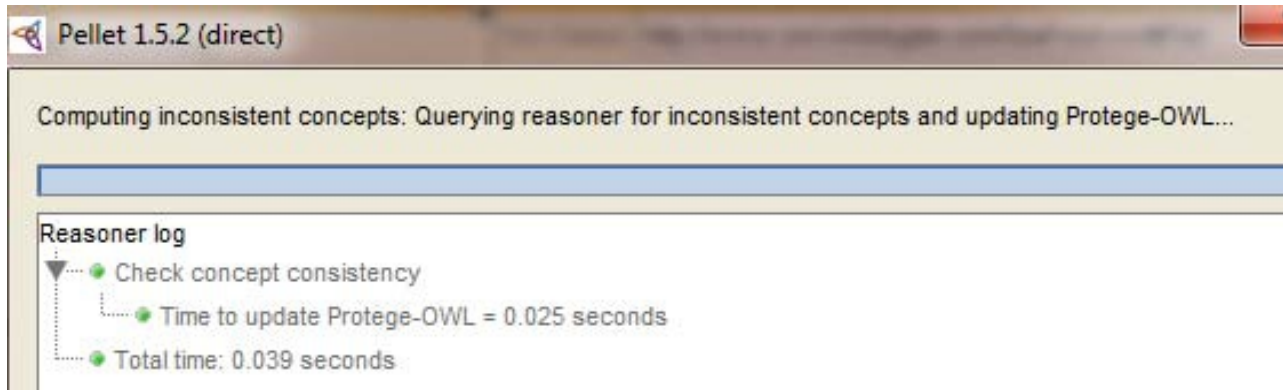 Pellet 1.5.2 (direct)
Computing inconsistent concepts: Querying reasoner for inconsistent concepts and updating Protege-OWL...
Reasoner log
Check concept consistency
Time to update Protege-OWL = 0.025 seconds
Total time: 0.039 seconds